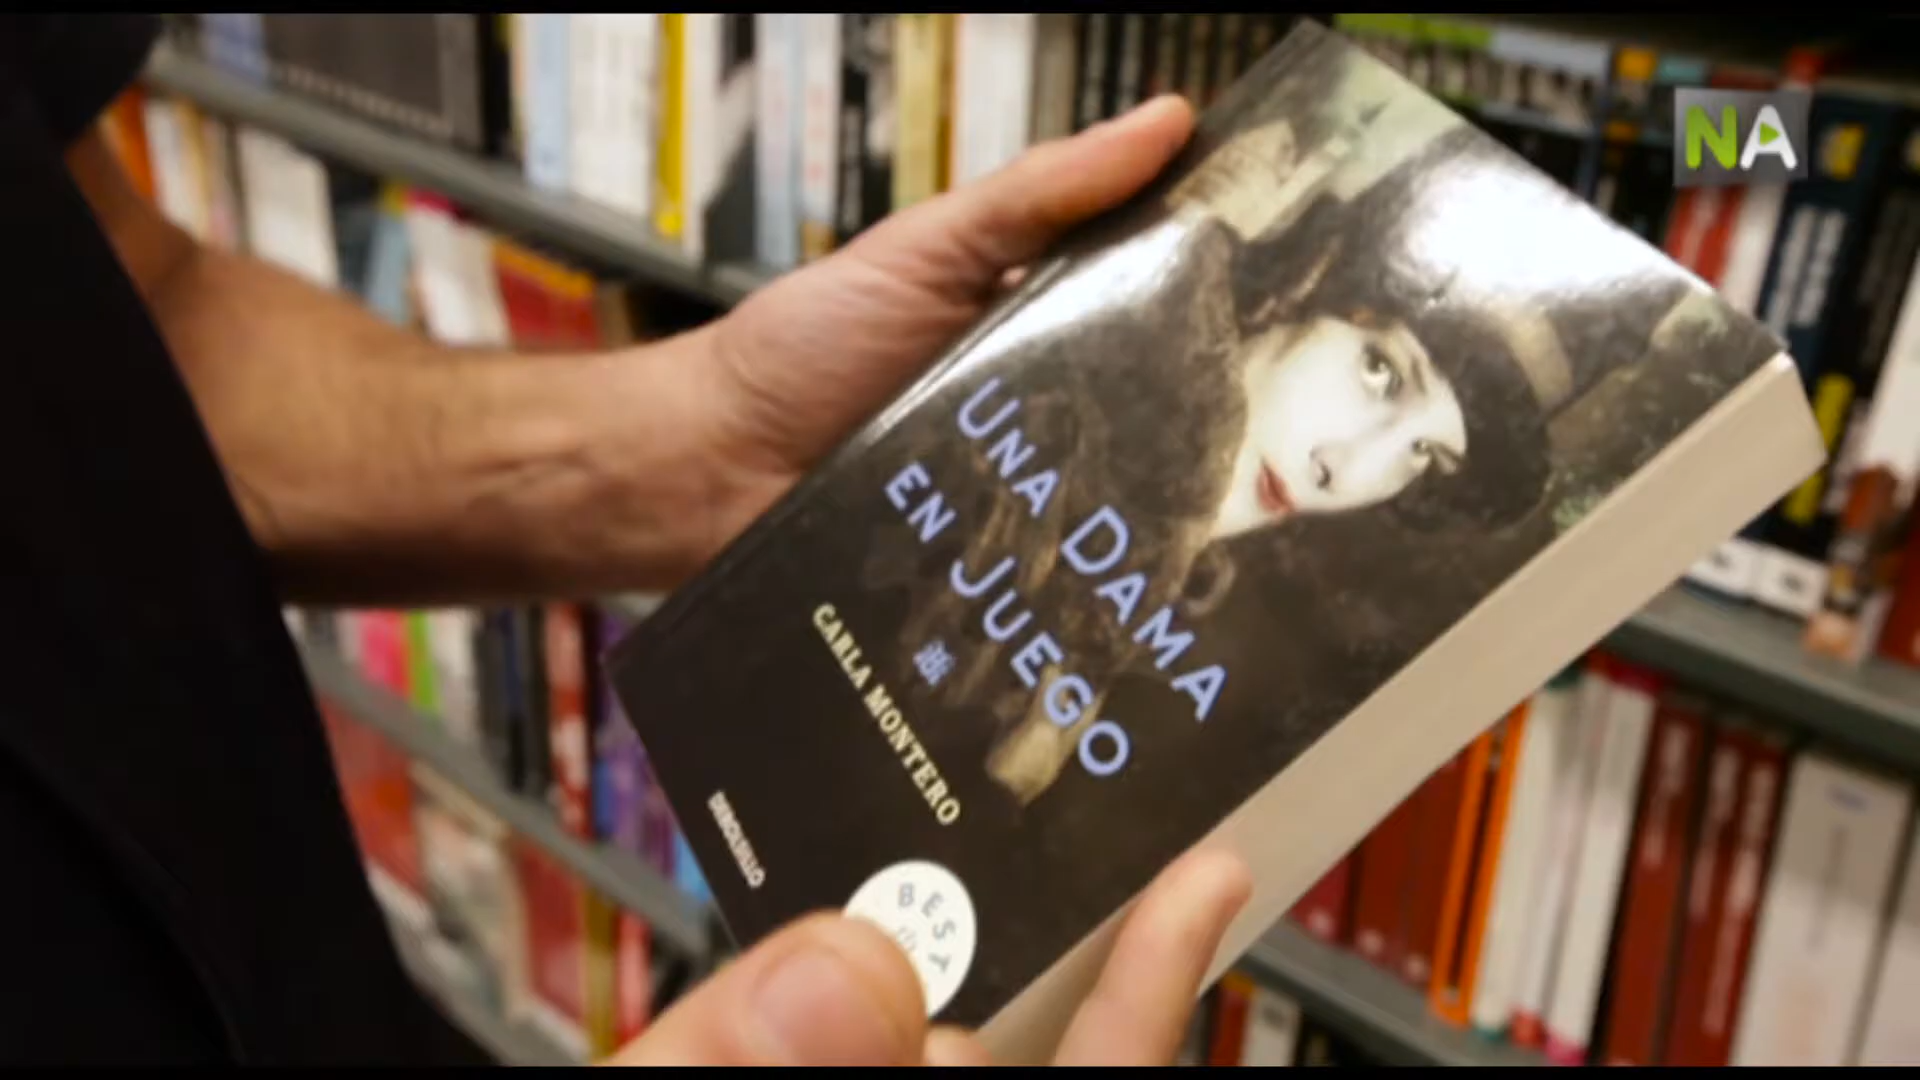 NA
UNA DAMA
EN JUEGO
CARLA MONTERO
DEBOLSILLO
BEST